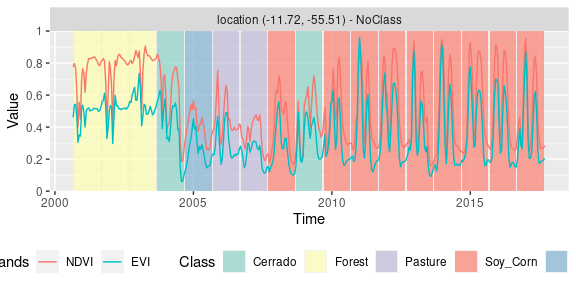 location (-11.72, -55.51) - NoClass
1
0.8
0.6
0.4
0.2
0
Value
2000 2005 2010 2015
Time
ands NDVI EVI Class Cerrado Forest Pasture Soy_Corn